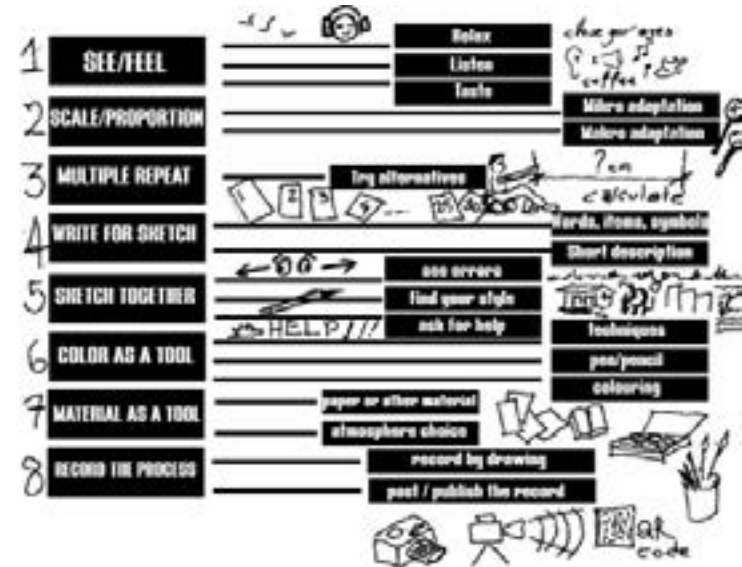 1 SEE/FEEL
Relax
Listen
Taste
coffee
2 SCALE/PROPORTION
Mikro adaptation
Makro adaptation
3 MULTIPLE REPEAT
Try alternatives
? cm
calculate
1 2 3 4 ....
4 WRITE FOR SKETCH
Words, items, symbols
Short description
5 SKETCH TOGETHER
see errors
find your style
ask for help
HELP!!!
6 COLOR AS A TOOL
techniques
pen/pencil
colouring
7 MATERIAL AS A TOOL
paper or other material
atmosphere choice
8 RECORD THE PROCESS
record by drawing
post / publish the record
QR
code